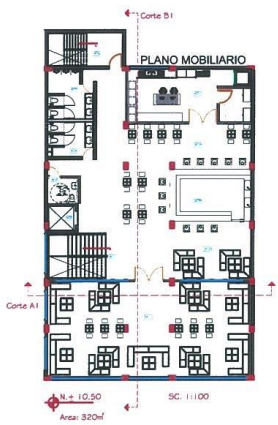 Corte B1
PLANO MOBILIARIO
Corte A1
N.+ 10.50
SC. 1:100
Area: 320m²